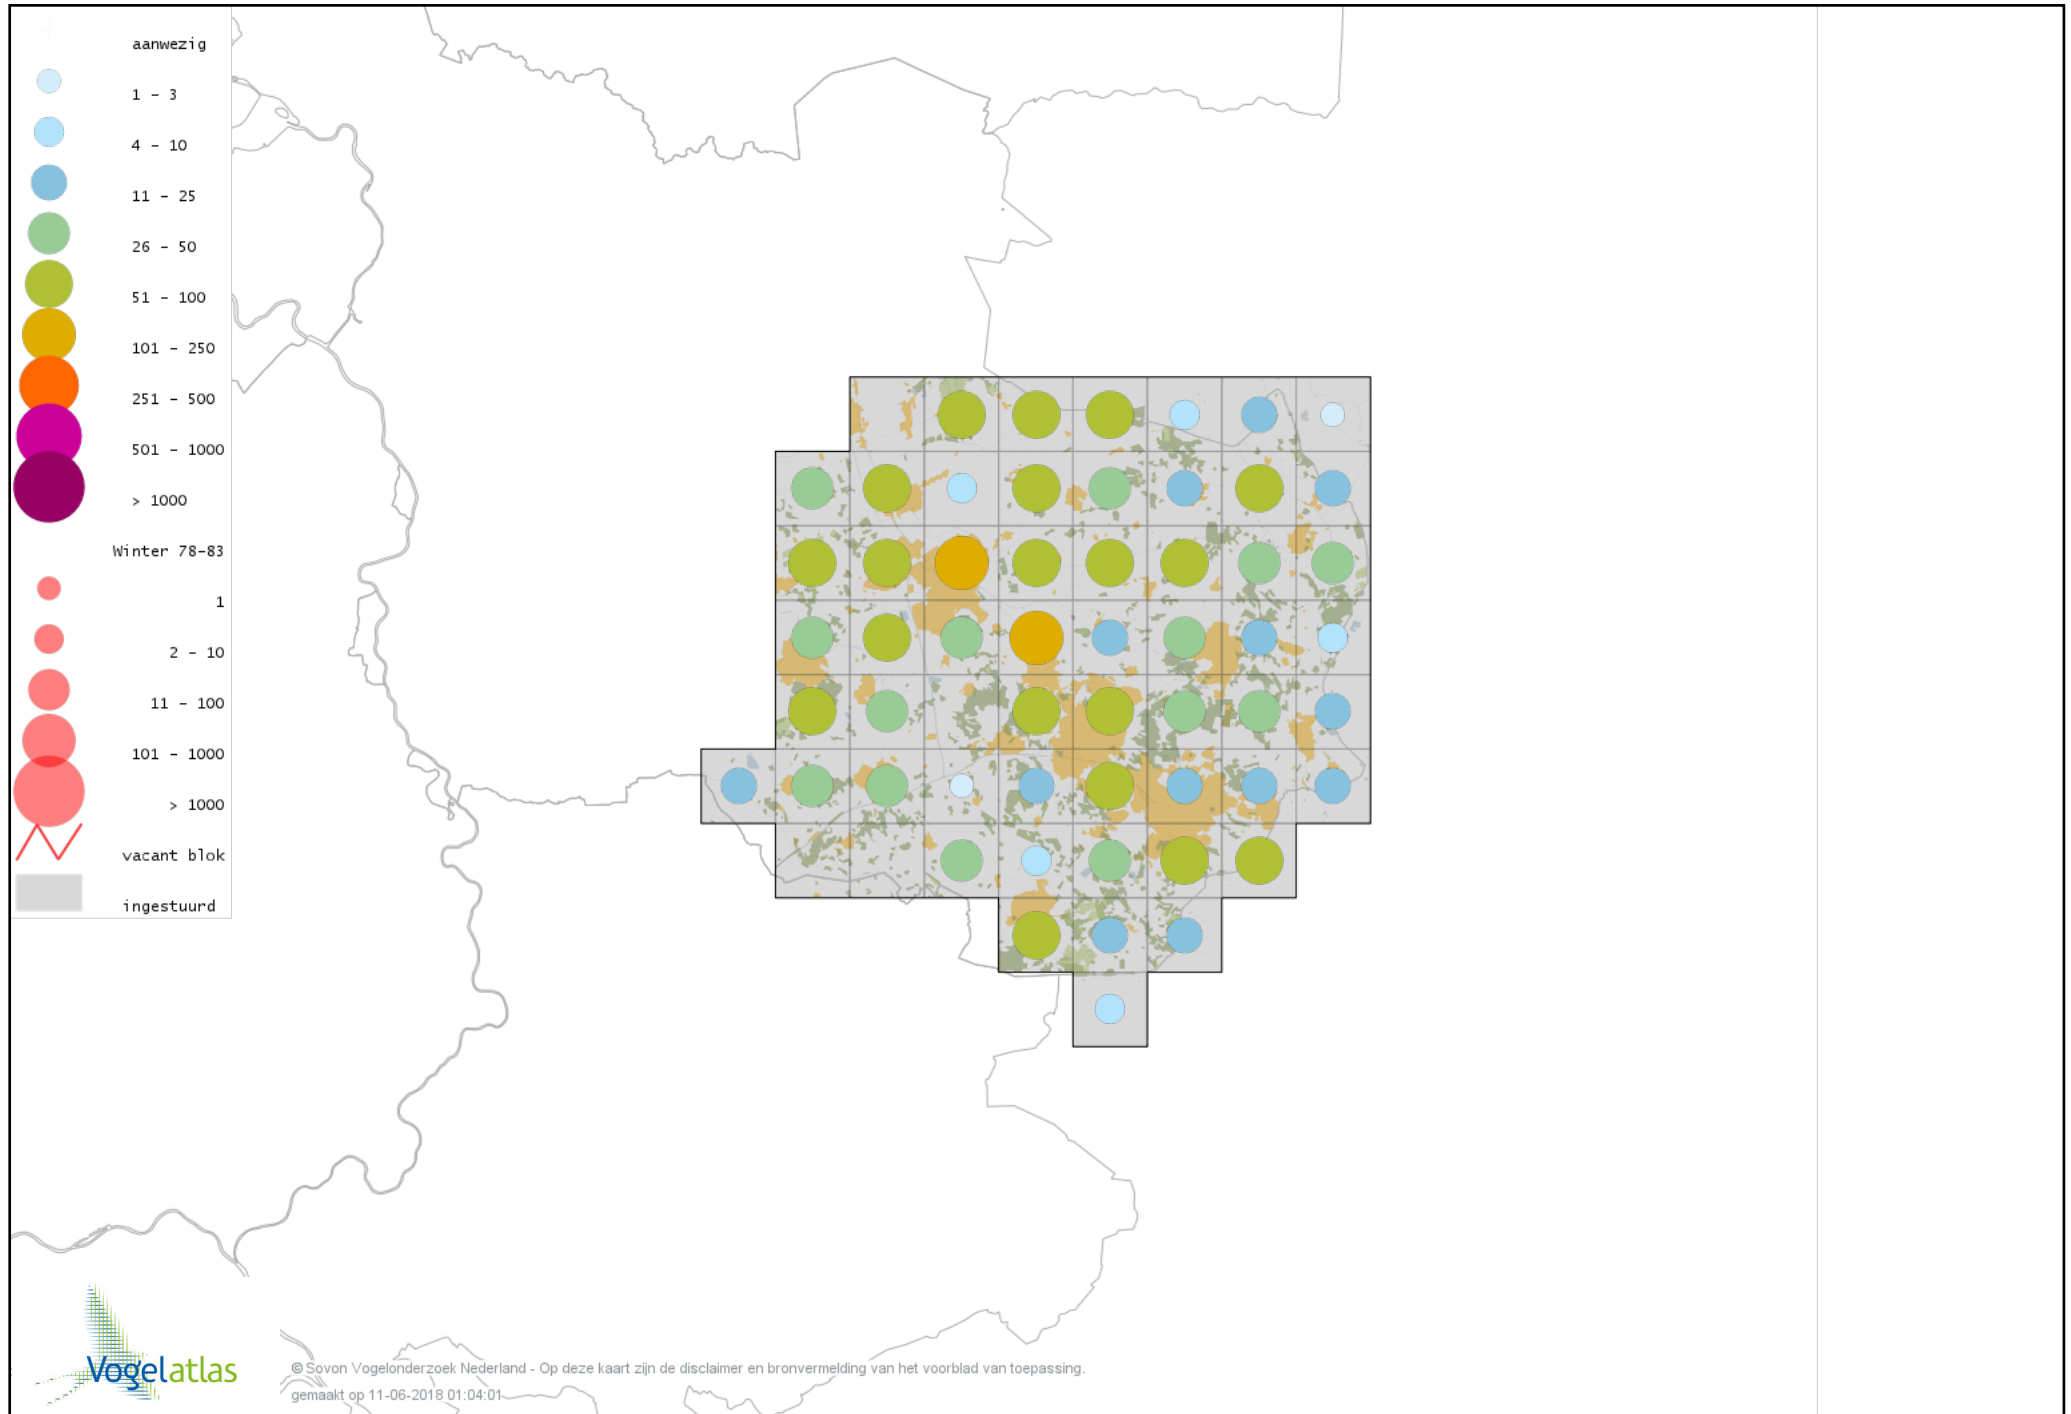 aanwezig
1 - 3
4 - 10
11 - 25
26 - 50
51 - 100
101 - 250
251 - 500
501 - 1000
> 1000
Winter 78-83
1
2 - 10
11 - 100
101 - 1000
> 1000
vacant blok
ingestuurd
Vogelatlas
© Sovon Vogelonderzoek Nederland - Op deze kaart zijn de disclaimer en bronvermelding van het voorblad van toepassing.
gemaakt op 11-06-2018 01:04:01